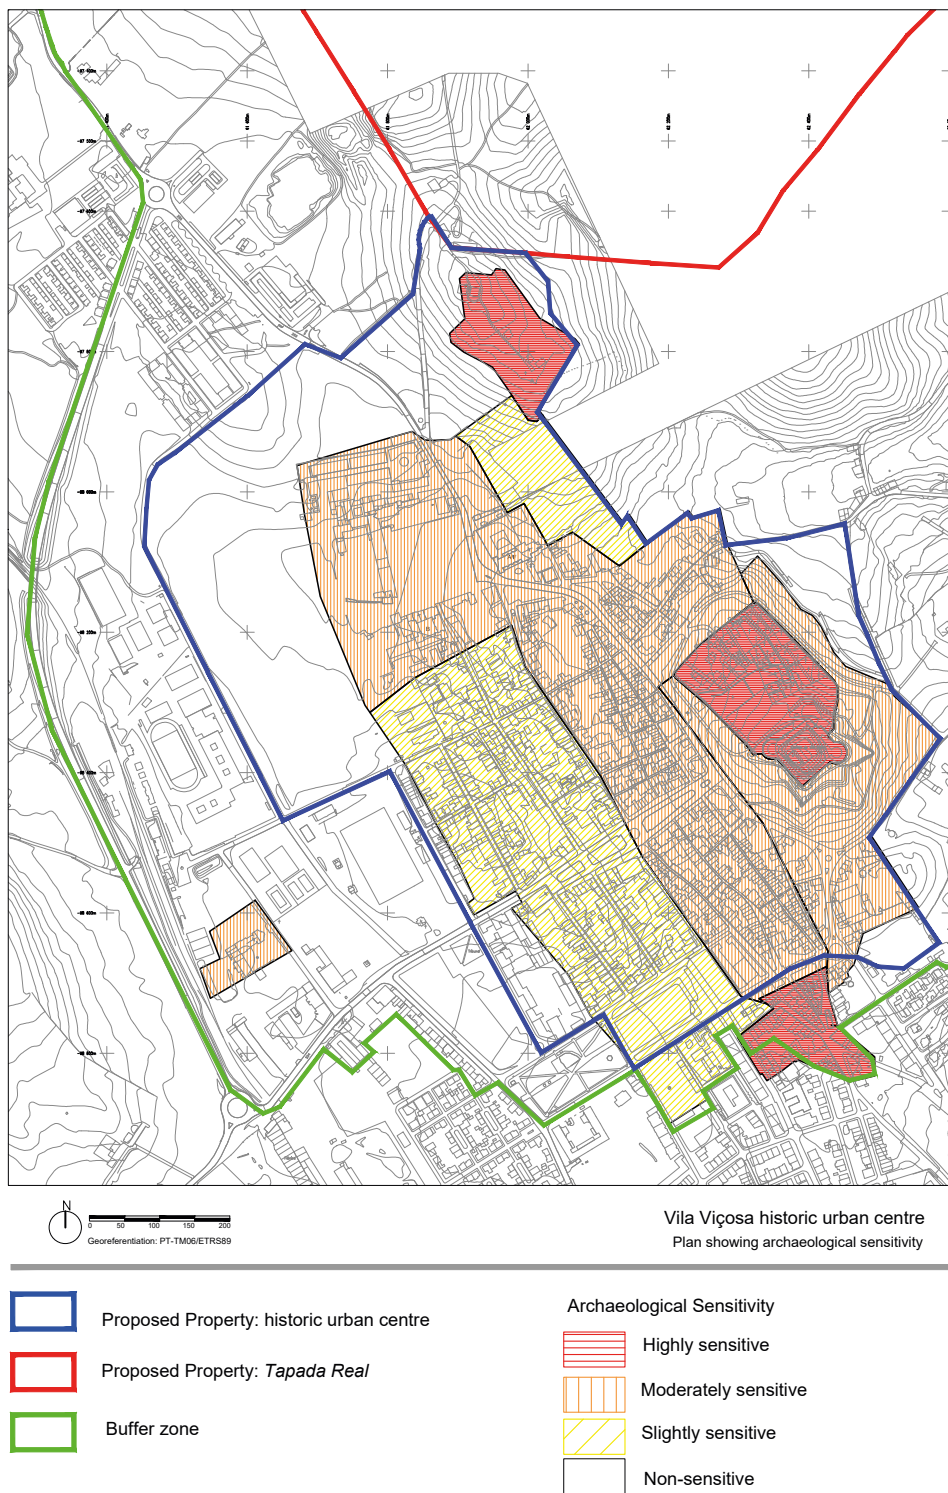 N
0 50 100 150 200
Georeferentiation: PT-TM06/ETRS89
Vila Viçosa historic urban centre
Plan showing archaeological sensitivity
Proposed Property: historic urban centre
Proposed Property: Tapada Real
Buffer zone
Archaeological Sensitivity
Highly sensitive
Moderately sensitive
Slightly sensitive
Non-sensitive